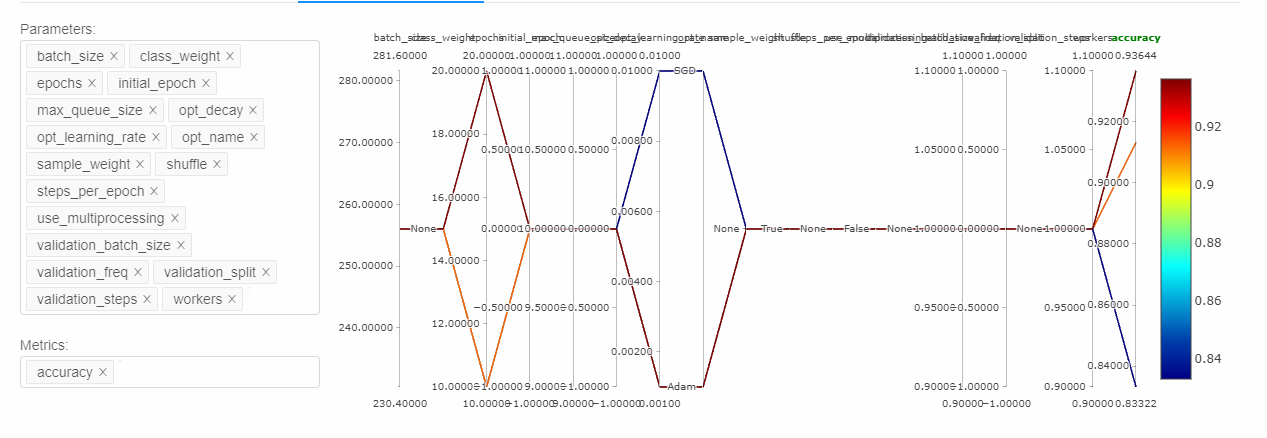 Parameters:
batch_size × class_weight ×
epochs × initial_epoch ×
max_queue_size × opt_decay ×
opt_learning_rate × opt_name ×
sample_weight × shuffle ×
steps_per_epoch ×
use_multiprocessing ×
validation_batch_size ×
validation_freq × validation_split ×
validation_steps × workers ×
Metrics:
accuracy ×
batch_size class_weight epochs initial_epoch opt_decay opt_name sample_weight shuffle workers accuracy
281.60000 20.00000 1.00000 11.00000 1.00000 0.01000 1.10000 1.00000 1.10000 0.93644
280.00000
270.00000
260.00000
250.00000
240.00000
230.40000 10.00000 −1.00000 9.00000 −1.00000 0.00100 0.90000 −1.00000 0.90000 0.83322
None
20.00000
18.00000
16.00000
14.00000
12.00000
10.00000
1.00000
0.50000
0.00000
−0.50000
−1.00000
11.00000
10.50000
10.00000
9.50000
9.00000
1.00000
0.50000
0.00000
−0.50000
−1.00000
0.01000
0.00800
0.00600
0.00400
0.00200
SGD
Adam
None True None False None
1.10000
1.05000
1.00000
0.95000
0.90000
1.00000
0.50000
0.00000
−0.50000
−1.00000
None
1.10000
1.05000
1.00000
0.95000
0.90000
0.92000
0.90000
0.88000
0.86000
0.84000
0.92
0.9
0.88
0.86
0.84